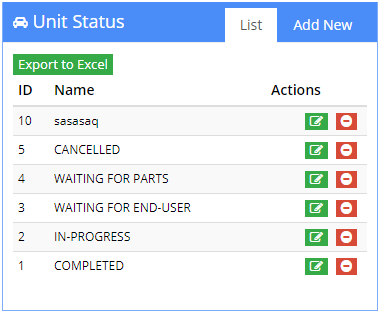 Unit Status List Add New
Export to Excel
ID Name Actions
10 sasasaq
5 CANCELLED
4 WAITING FOR PARTS
3 WAITING FOR END-USER
2 IN-PROGRESS
1 COMPLETED